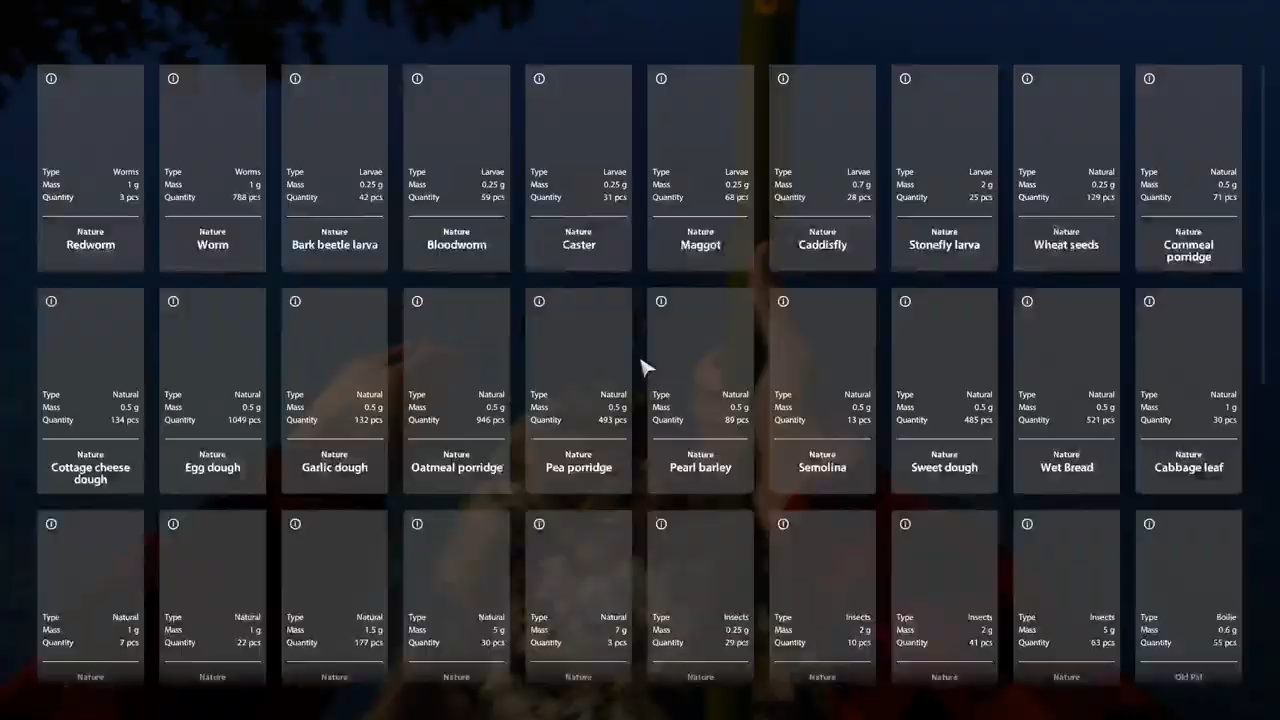 Type Worms
Mass 1 g
Quantity 3 pcs
Nature
Redworm
Type Worms
Mass 1 g
Quantity 788 pcs
Nature
Worm
Type Larvae
Mass 0.25 g
Quantity 42 pcs
Nature
Bark beetle larva
Type Larvae
Mass 0.25 g
Quantity 59 pcs
Nature
Bloodworm
Type Larvae
Mass 0.25 g
Quantity 31 pcs
Nature
Caster
Type Larvae
Mass 0.25 g
Quantity 68 pcs
Nature
Maggot
Type Larvae
Mass 0.7 g
Quantity 28 pcs
Nature
Caddisfly
Type Larvae
Mass 2 g
Quantity 25 pcs
Nature
Stonefly larva
Type Natural
Mass 0.25 g
Quantity 129 pcs
Nature
Wheat seeds
Type Natural
Mass 0.5 g
Quantity 71 pcs
Nature
Cornmeal
porridge
Type Natural
Mass 0.5 g
Quantity 134 pcs
Nature
Cottage cheese
dough
Type Natural
Mass 0.5 g
Quantity 1049 pcs
Nature
Egg dough
Type Natural
Mass 0.5 g
Quantity 132 pcs
Nature
Garlic dough
Type Natural
Mass 0.5 g
Quantity 946 pcs
Nature
Oatmeal porridge
Type Natural
Mass 0.5 g
Quantity 493 pcs
Nature
Pea porridge
Type Natural
Mass 0.5 g
Quantity 89 pcs
Nature
Pearl barley
Type Natural
Mass 0.5 g
Quantity 13 pcs
Nature
Semolina
Type Natural
Mass 0.5 g
Quantity 485 pcs
Nature
Sweet dough
Type Natural
Mass 0.5 g
Quantity 521 pcs
Nature
Wet Bread
Type Natural
Mass 1 g
Quantity 30 pcs
Nature
Cabbage leaf
Type Natural
Mass 1 g
Quantity 7 pcs
Nature
Type Natural
Mass 1 g
Quantity 22 pcs
Nature
Type Natural
Mass 1.5 g
Quantity 177 pcs
Nature
Type Natural
Mass 5 g
Quantity 30 pcs
Nature
Type Natural
Mass 7 g
Quantity 3 pcs
Nature
Type Insects
Mass 0.25 g
Quantity 29 pcs
Nature
Type Insects
Mass 2 g
Quantity 10 pcs
Nature
Type Insects
Mass 2 g
Quantity 41 pcs
Nature
Type Insects
Mass 5 g
Quantity 63 pcs
Nature
Type Boilie
Mass 0.6 g
Quantity 55 pcs
Old Pal